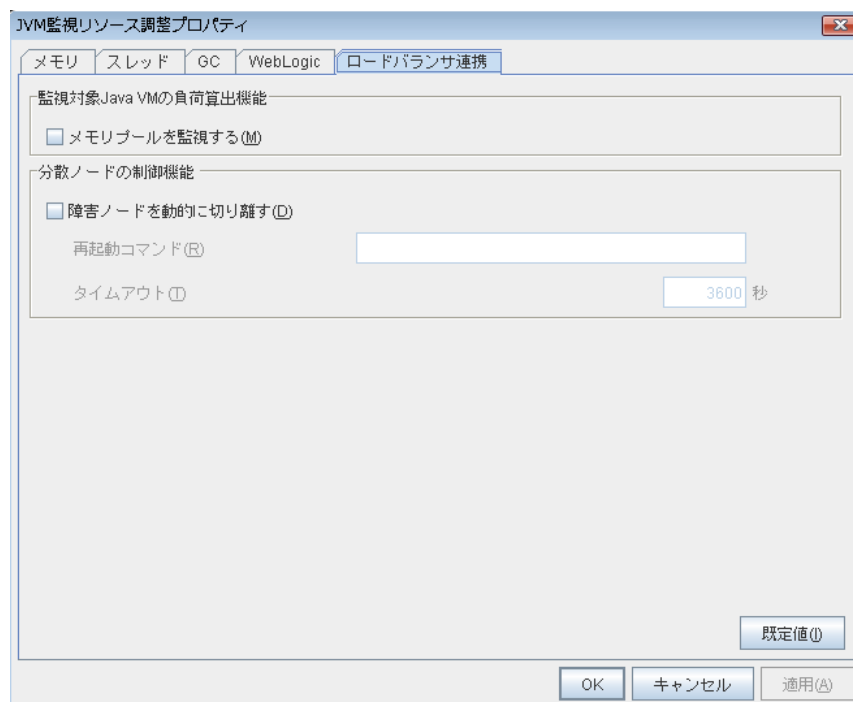 JVM監視リソース調整プロパティ
メモリ スレッド GC WebLogic ロードバランサ連携
監視対象Java VMの負荷算出機能
メモリプールを監視する(M)
分散ノードの制御機能
障害ノードを動的に切り離す(D)
再起動コマンド(R)
タイムアウト(T) 3600 秒
既定値(I)
OK キャンセル 適用(A)